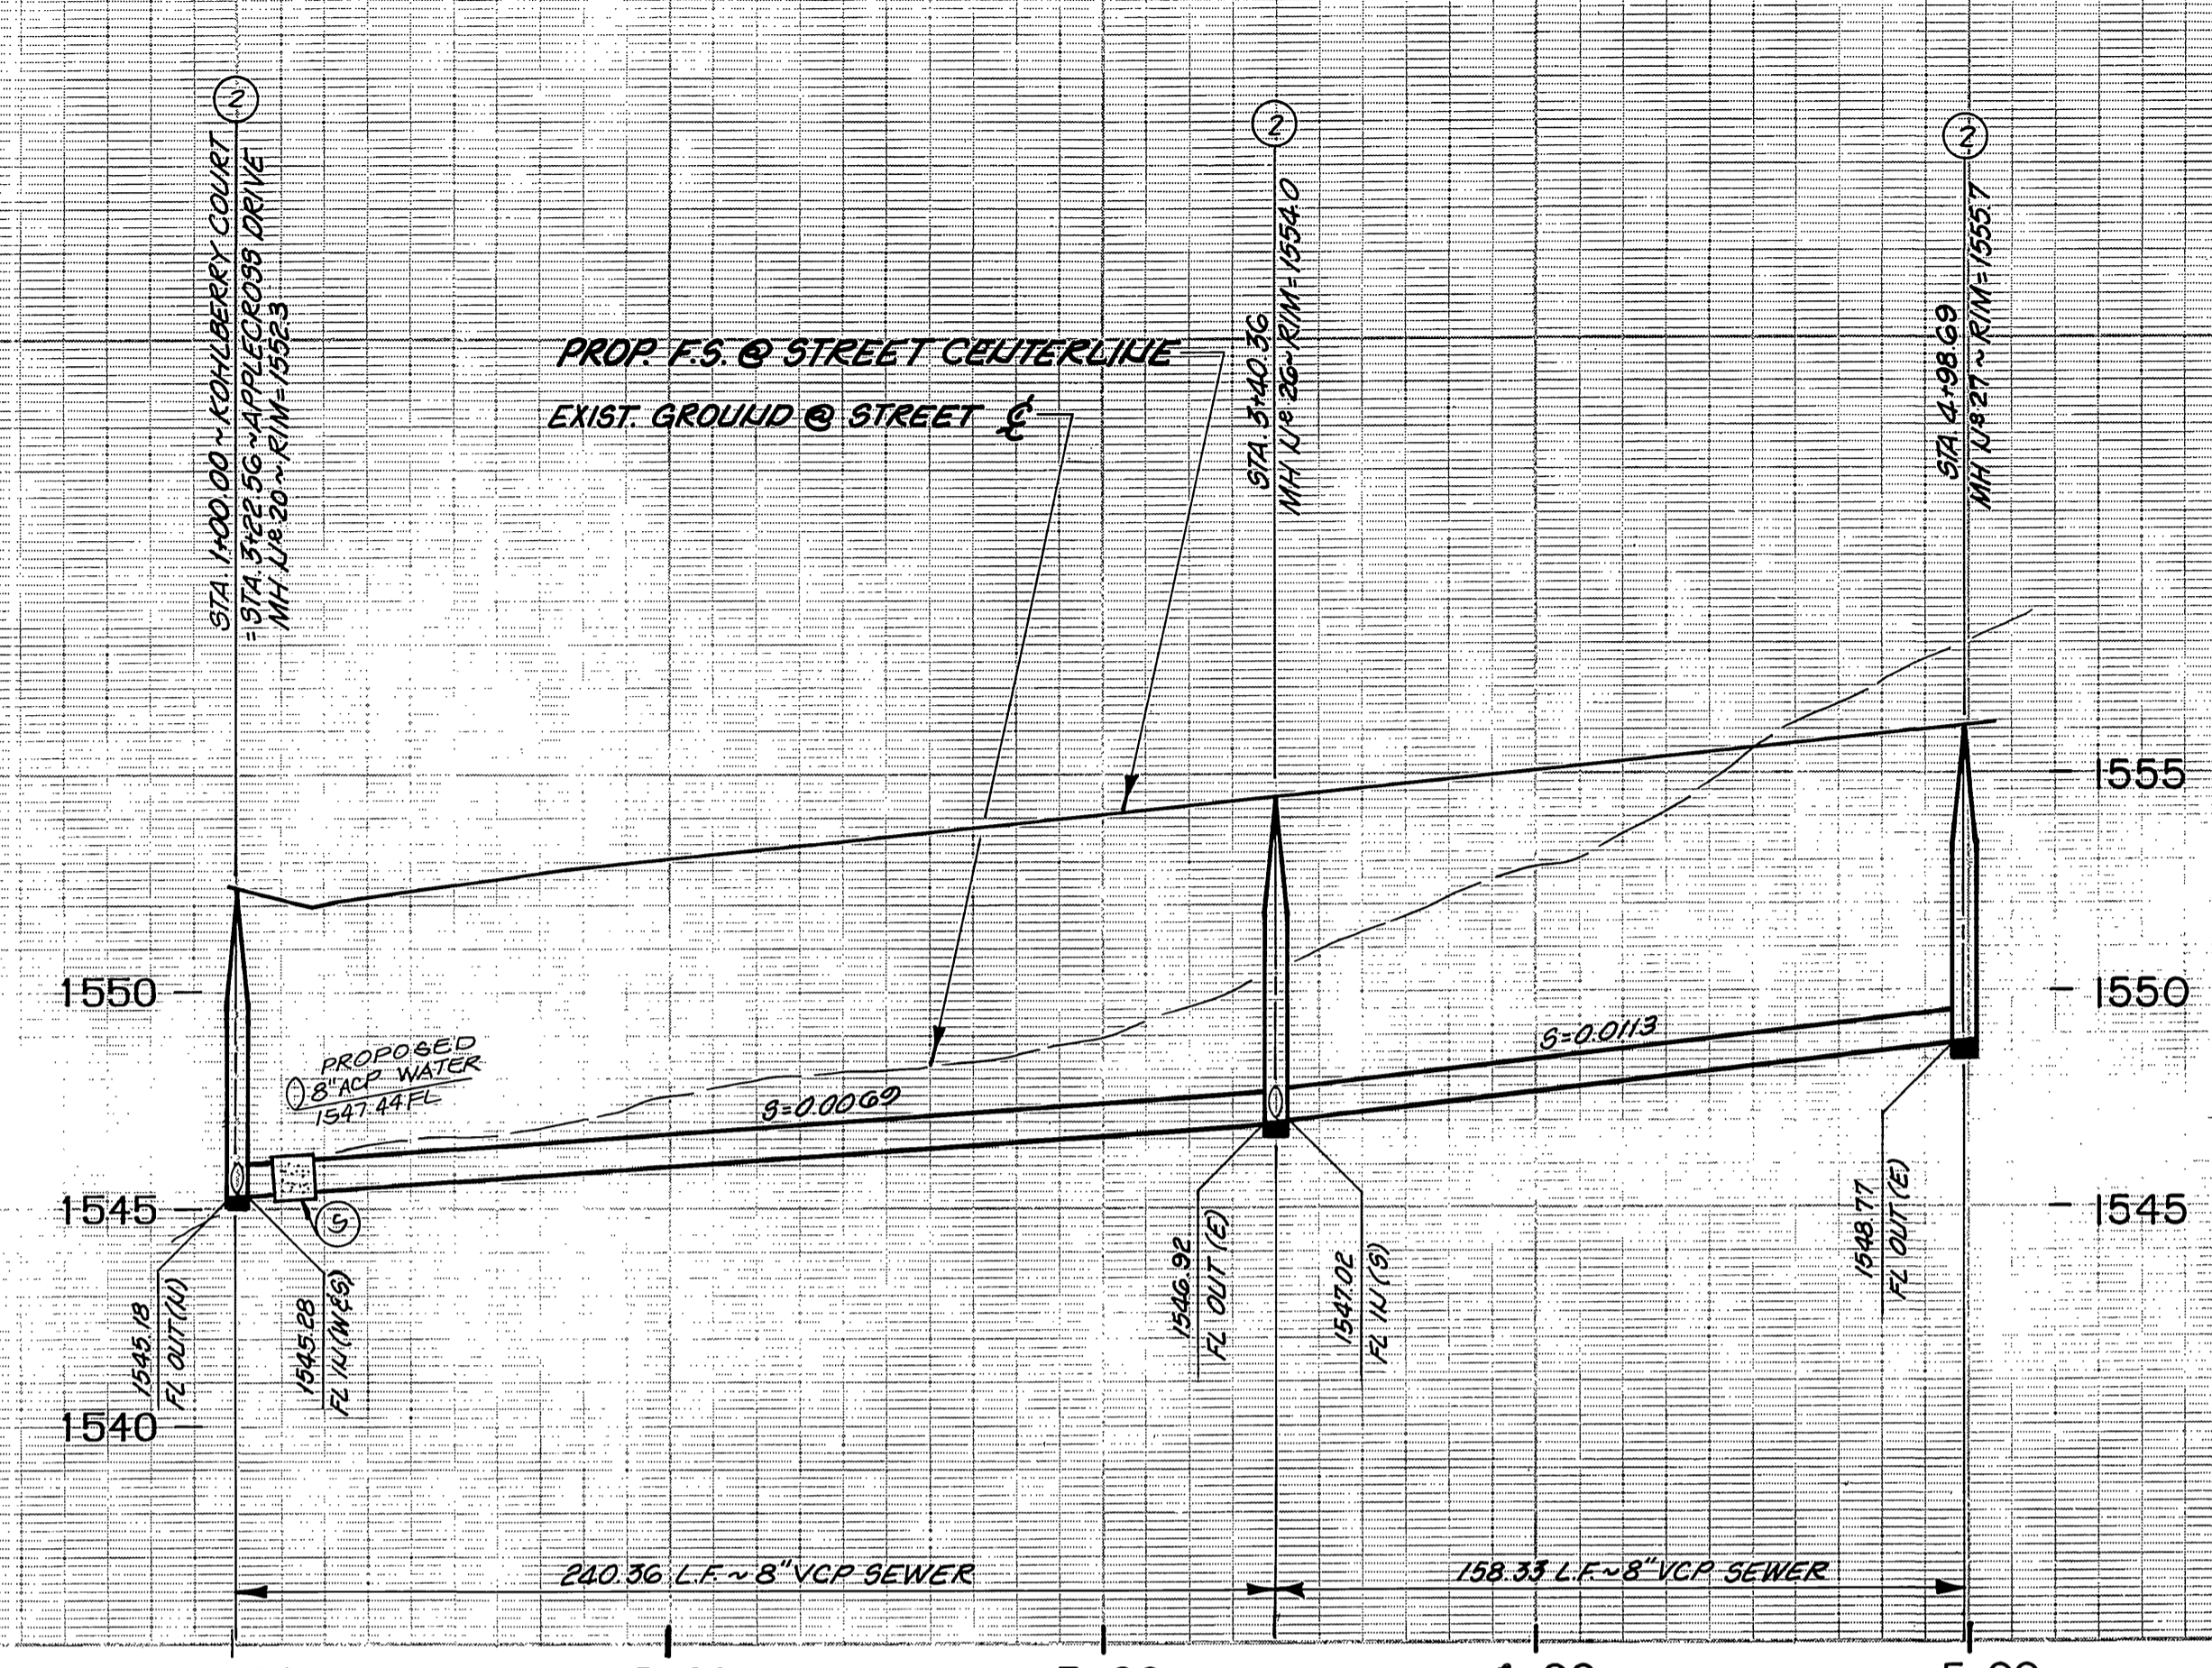 2
2
2
STA. 1+00.00 ~ KOHLBERRY COURT
= STA. 3+22.56 ~ APPLECROSS DRIVE
MH Nº 20 ~ RIM=1552.3
STA. 3+40.36
MH Nº 26 ~ RIM=1554.0
STA. 4+98.69
MH Nº 27 ~ RIM=1555.7
PROP. F.S. @ STREET CENTERLINE
EXIST. GROUND @ STREET ℄
1555
1550
1550
PROPOSED
8" ACP WATER
1547.44 FL
S=0.0069
S=0.0113
1545
1545
1545.18
FL OUT (N)
1545.28
FL IN (W&S)
1546.92
FL OUT (E)
1547.02
FL IN (S)
1548.77
FL OUT (E)
1540
240.36 L.F. ~ 8" VCP SEWER
158.33 L.F. ~ 8" VCP SEWER